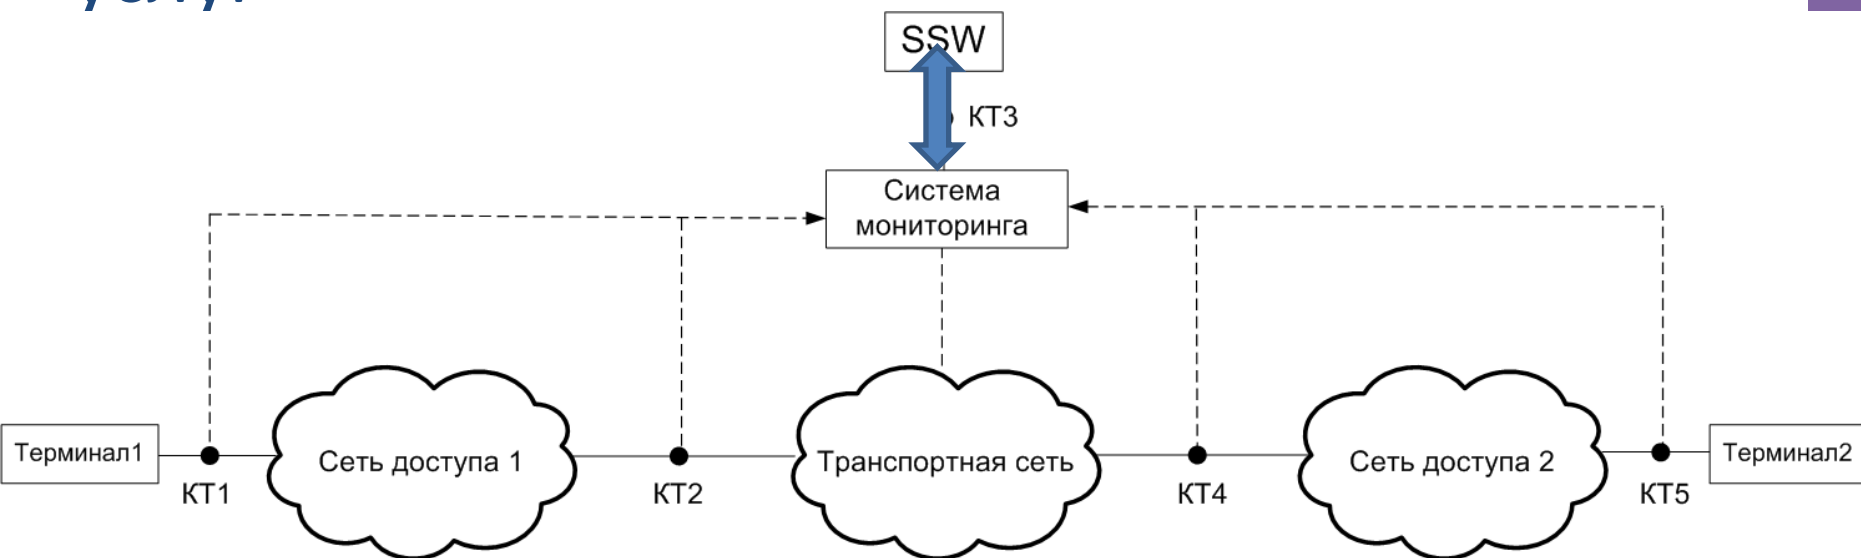 SSW
КТ3
Система
мониторинга
Терминал1
Сеть доступа 1
Транспортная сеть
Сеть доступа 2
Терминал2
КТ1
КТ2
КТ4
КТ5